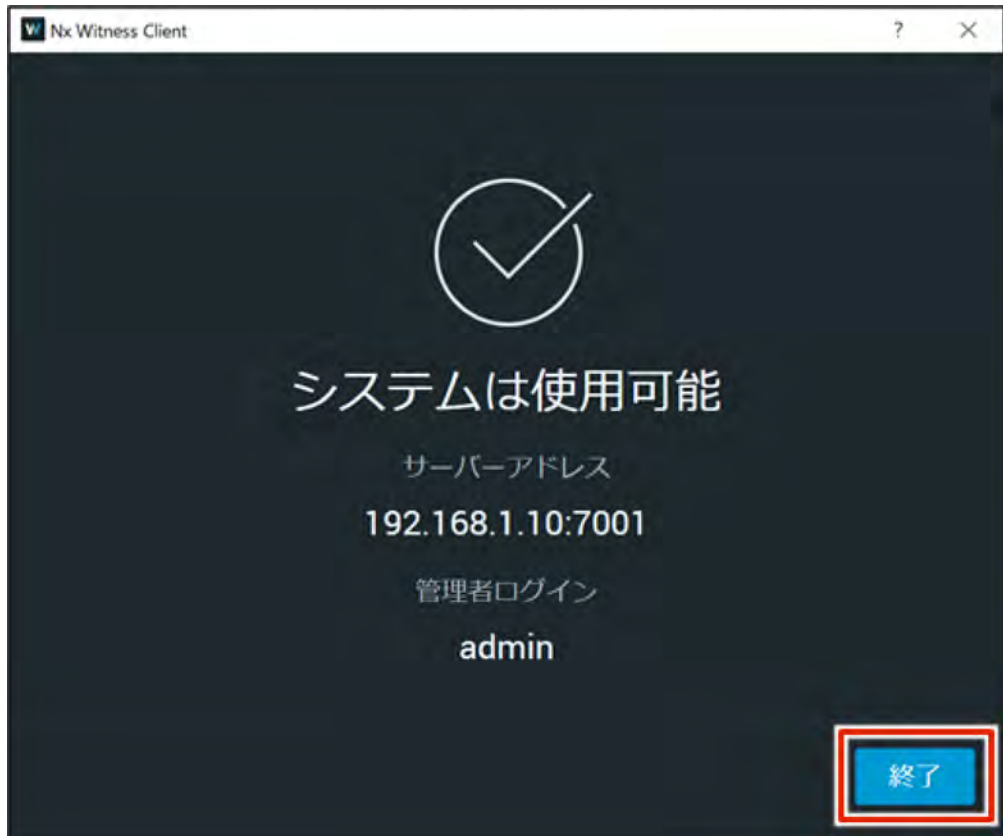 Nx Witness Client
システムは使用可能
サーバーアドレス
192.168.1.10:7001
管理者ログイン
admin
終了